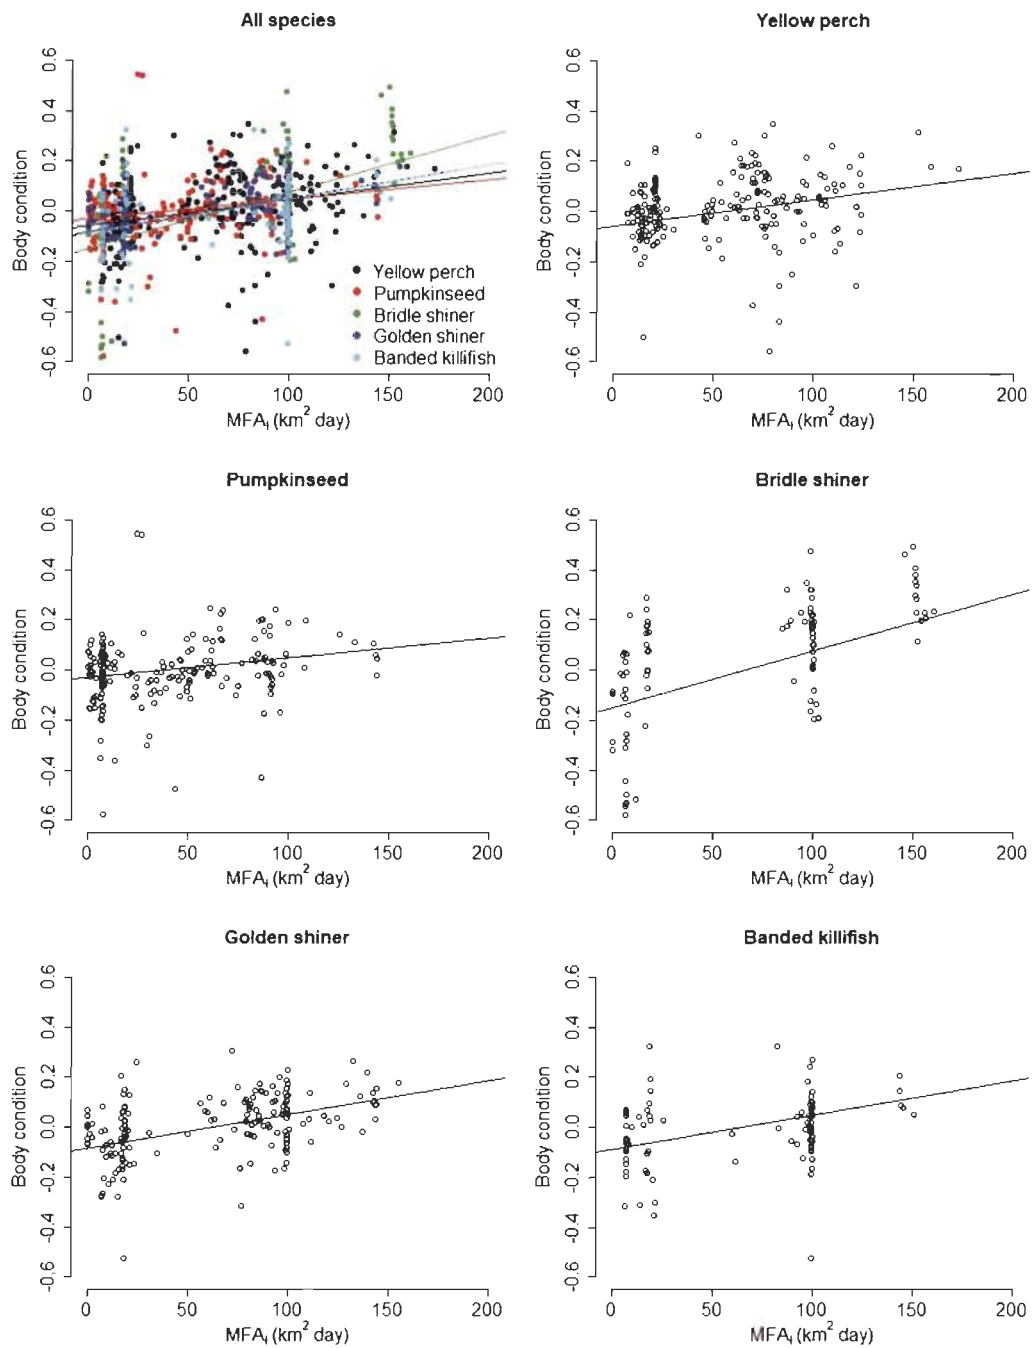 All species
0.6
0.4
0.2
0.0
-0.2
-0.4
-0.6
Body condition
Yellow perch
Pumpkinseed
Bridle shiner
Golden shiner
Banded killifish
0 50 100 150 200
MFAₜ (km² day)
Yellow perch
0.6
0.4
0.2
0.0
-0.2
-0.4
-0.6
Body condition
0 50 100 150 200
MFAₜ (km² day)
Pumpkinseed
0.6
0.4
0.2
0.0
-0.2
-0.4
-0.6
Body condition
0 50 100 150 200
MFAₜ (km² day)
Bridle shiner
0.6
0.4
0.2
0.0
-0.2
-0.4
-0.6
Body condition
0 50 100 150 200
MFAₜ (km² day)
Golden shiner
0.6
0.4
0.2
0.0
-0.2
-0.4
-0.6
Body condition
0 50 100 150 200
MFAₜ (km² day)
Banded killifish
0.6
0.4
0.2
0.0
-0.2
-0.4
-0.6
Body condition
0 50 100 150 200
MFAₜ (km² day)